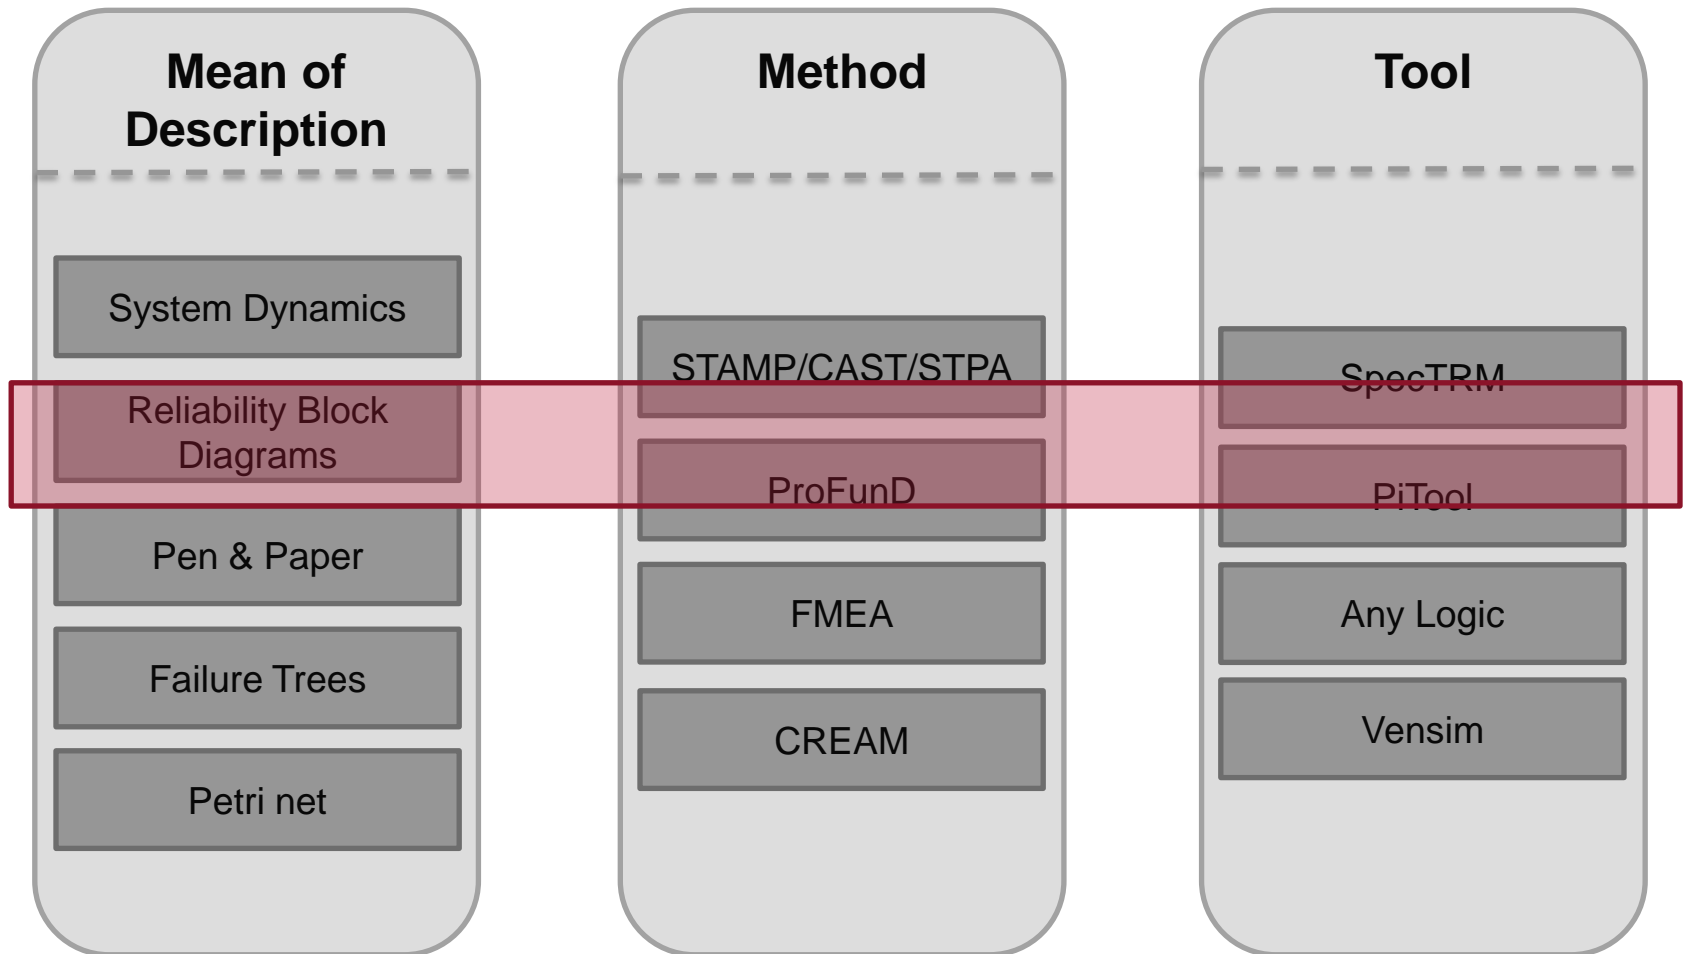 Mean of
Description
System Dynamics
Reliability Block
Diagrams
Pen & Paper
Failure Trees
Petri net
Method
STAMP/CAST/STPA
ProFunD
FMEA
CREAM
Tool
SpecTRM
PiTool
Any Logic
Vensim